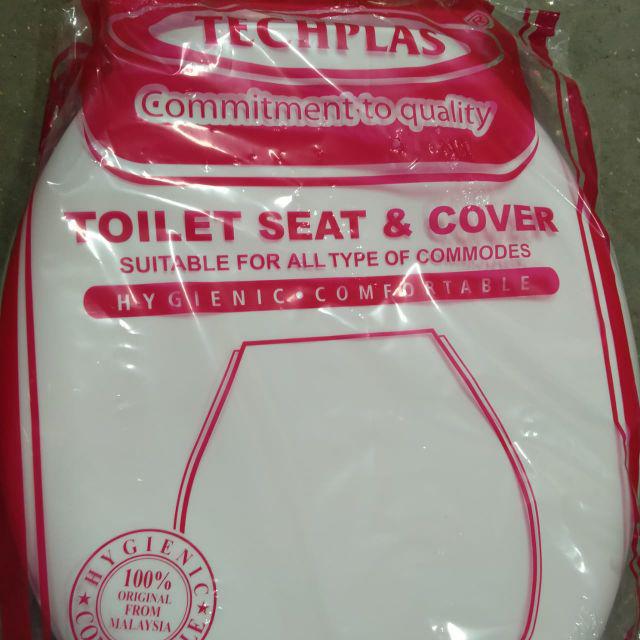 TECHPLAS ®
Commitment to quality
TOILET SEAT & COVER
SUITABLE FOR ALL TYPE OF COMMODES
HYGIENIC • COMFORTABLE
HYGIENIC
100%
ORIGINAL
FROM
MALAYSIA